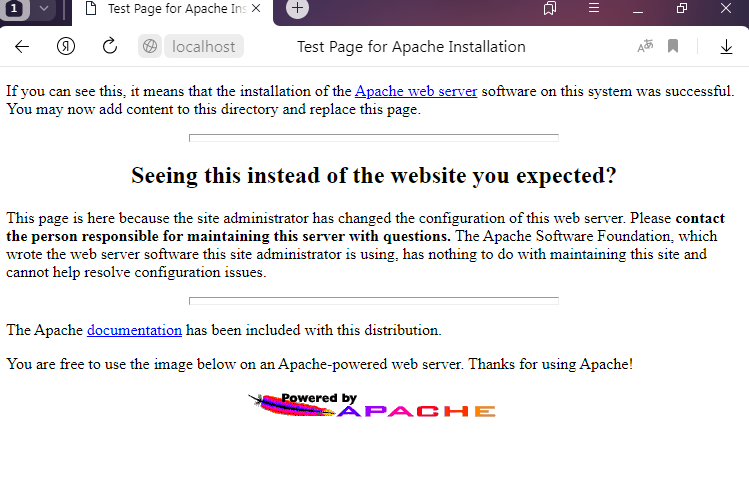 1
Test Page for Apache Ins
Я
localhost
Test Page for Apache Installation
If you can see this, it means that the installation of the Apache web server software on this system was successful.
You may now add content to this directory and replace this page.
Seeing this instead of the website you expected?
This page is here because the site administrator has changed the configuration of this web server. Please contact
the person responsible for maintaining this server with questions. The Apache Software Foundation, which
wrote the web server software this site administrator is using, has nothing to do with maintaining this site and
cannot help resolve configuration issues.
The Apache documentation has been included with this distribution.
You are free to use the image below on an Apache-powered web server. Thanks for using Apache!
Powered by
APACHE